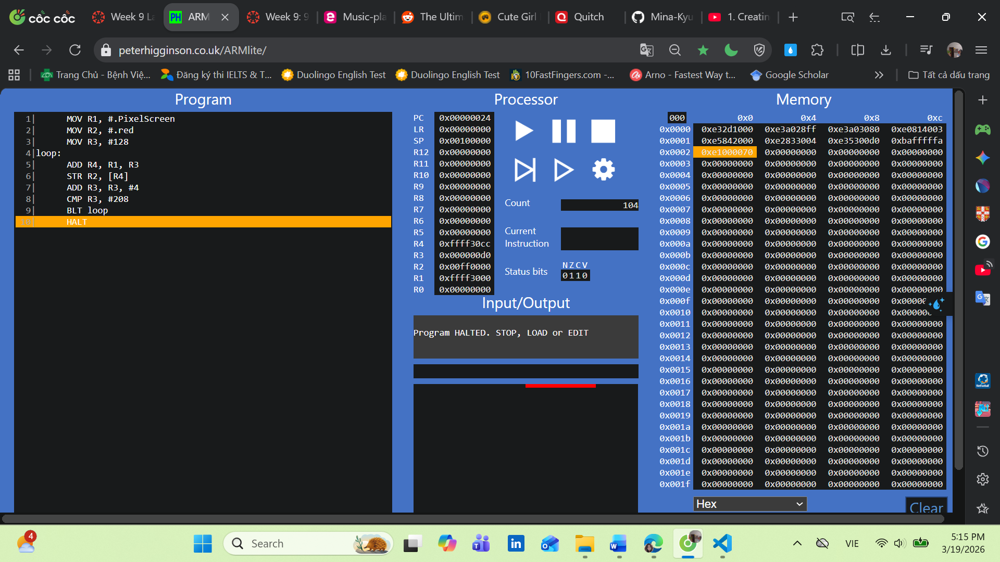 cốc cốc
Week 9 La
ARM
Week 9: 9
Music-pla
The Ultim
Cute Girl
Quitch
Mina-Kyu
1. Creatin
peterhigginson.co.uk/ARMlite/
Trang Chủ - Bệnh Việ...
Đăng ký thi IELTS & T...
Duolingo English Test
Duolingo English Test
10FastFingers.com -...
Arno - Fastest Way t...
Google Scholar
Tất cả dấu trang
Program
1| MOV R1, #.PixelScreen
2| MOV R2, #.red
3| MOV R3, #128
4|loop:
5| ADD R4, R1, R3
6| STR R2, [R4]
7| ADD R3, R3, #4
8| CMP R3, #208
9| BLT loop
10| HALT
Processor
PC 0x00000024
LR 0x00000000
SP 0x00100000
R12 0x00000000
R11 0x00000000
R10 0x00000000
R9 0x00000000
R8 0x00000000
R7 0x00000000
R6 0x00000000
R5 0x00000000
R4 0xffff30cc
R3 0x000000d0
R2 0x00ff0000
R1 0xffff3000
R0 0x00000000
Count 104
Current
Instruction
NZCV
Status bits 0110
Input/Output
Program HALTED. STOP, LOAD or EDIT
Memory
000 0x0 0x4 0x8 0xc
0x0000 0xe32d1000 0xe3a028ff 0xe3a03080 0xe0814003
0x0001 0xe5842000 0xe2833004 0xe35300d0 0xbafffffa
0x0002 0xe1000070 0x00000000 0x00000000 0x00000000
0x0003 0x00000000 0x00000000 0x00000000 0x00000000
0x0004 0x00000000 0x00000000 0x00000000 0x00000000
0x0005 0x00000000 0x00000000 0x00000000 0x00000000
0x0006 0x00000000 0x00000000 0x00000000 0x00000000
0x0007 0x00000000 0x00000000 0x00000000 0x00000000
0x0008 0x00000000 0x00000000 0x00000000 0x00000000
0x0009 0x00000000 0x00000000 0x00000000 0x00000000
0x000a 0x00000000 0x00000000 0x00000000 0x00000000
0x000b 0x00000000 0x00000000 0x00000000 0x00000000
0x000c 0x00000000 0x00000000 0x00000000 0x00000000
0x000d 0x00000000 0x00000000 0x00000000 0x00000000
0x000e 0x00000000 0x00000000 0x00000000 0x00000000
0x000f 0x00000000 0x00000000 0x00000000 0x0000
0x0010 0x00000000 0x00000000 0x00000000 0x00000
0x0011 0x00000000 0x00000000 0x00000000 0x00000000
0x0012 0x00000000 0x00000000 0x00000000 0x00000000
0x0013 0x00000000 0x00000000 0x00000000 0x00000000
0x0014 0x00000000 0x00000000 0x00000000 0x00000000
0x0015 0x00000000 0x00000000 0x00000000 0x00000000
0x0016 0x00000000 0x00000000 0x00000000 0x00000000
0x0017 0x00000000 0x00000000 0x00000000 0x00000000
0x0018 0x00000000 0x00000000 0x00000000 0x00000000
0x0019 0x00000000 0x00000000 0x00000000 0x00000000
0x001a 0x00000000 0x00000000 0x00000000 0x00000000
0x001b 0x00000000 0x00000000 0x00000000 0x00000000
0x001c 0x00000000 0x00000000 0x00000000 0x00000000
0x001d 0x00000000 0x00000000 0x00000000 0x00000000
0x001e 0x00000000 0x00000000 0x00000000 0x00000000
0x001f 0x00000000 0x00000000 0x00000000 0x00000000
Hex
Clear
4
Search
VIE
5:15 PM
3/19/2026